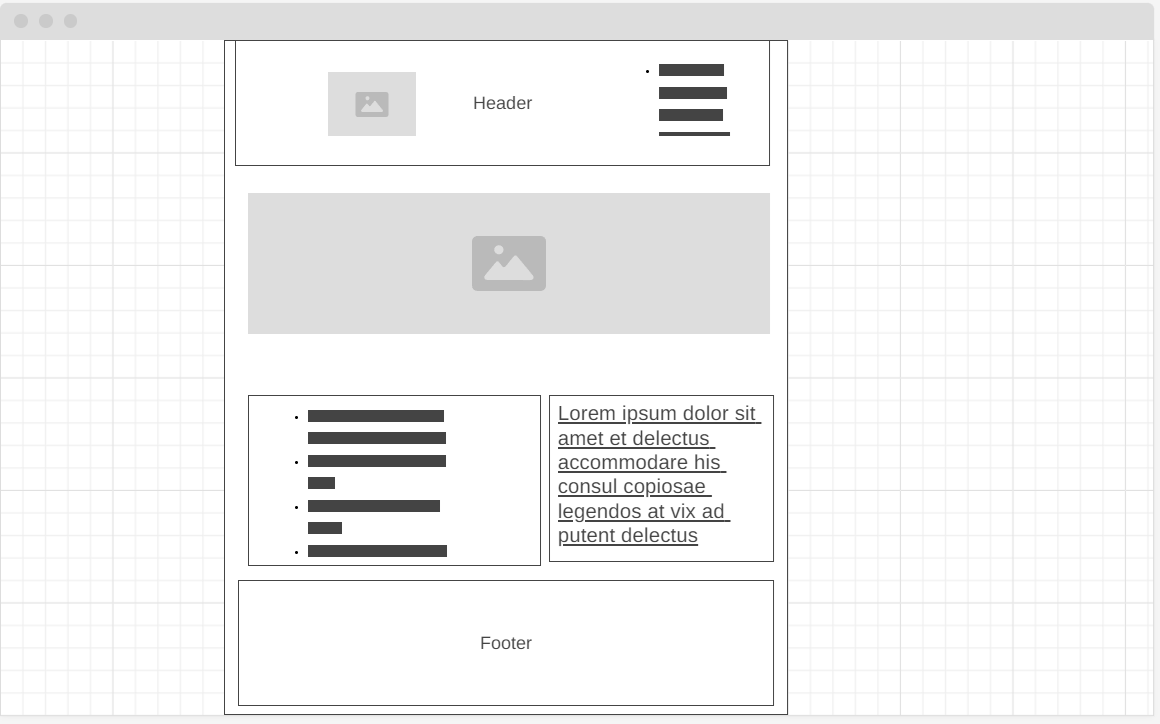 Header
Lorem ipsum dolor sit
amet et delectus
accommodare his
consul copiosae
legendos at vix ad
putent delectus
Footer